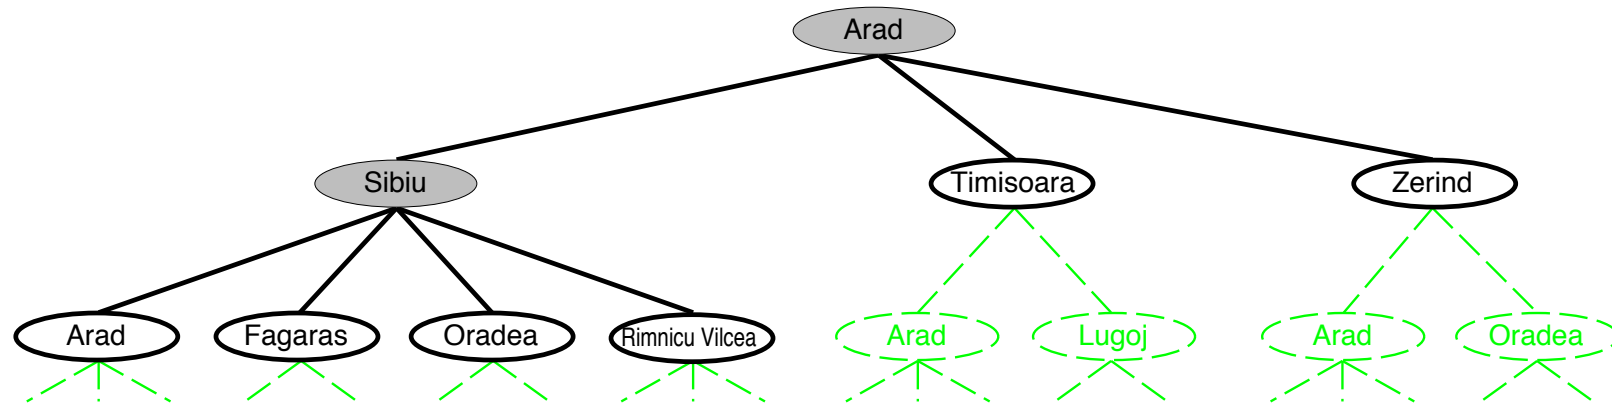 Arad
Sibiu
Timisoara
Zerind
Arad
Fagaras
Oradea
Rimnicu Vilcea
Arad
Lugoj
Arad
Oradea